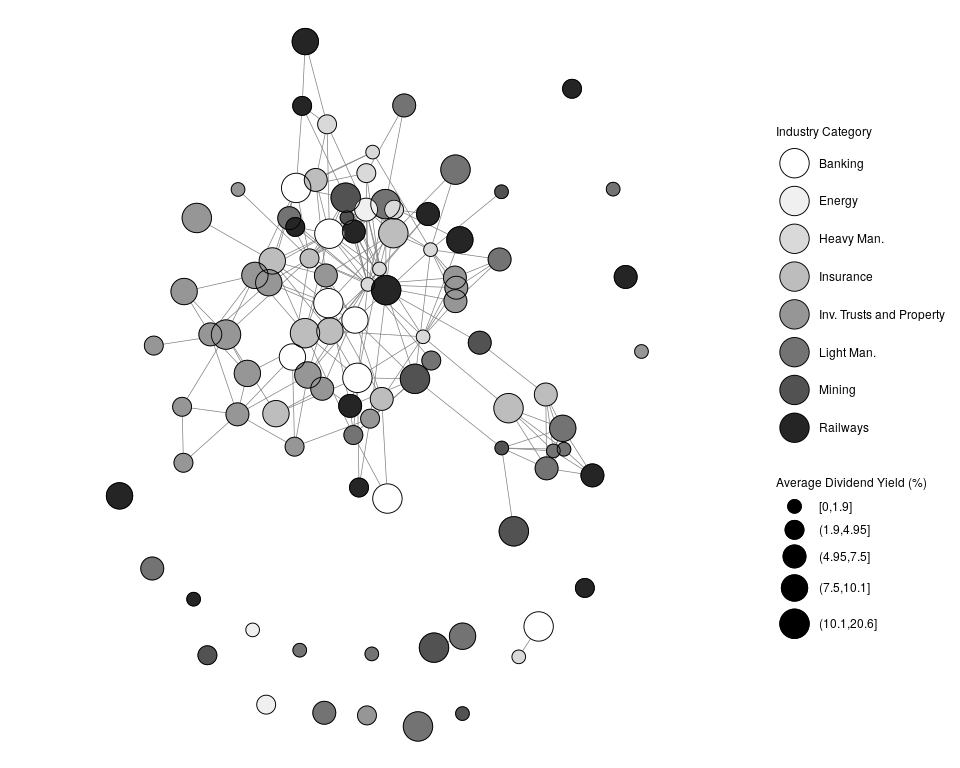 Industry Category
Banking
Energy
Heavy Man.
Insurance
Inv. Trusts and Property
Light Man.
Mining
Railways
Average Dividend Yield (%)
[0,1.9]
(1.9,4.95]
(4.95,7.5]
(7.5,10.1]
(10.1,20.6]